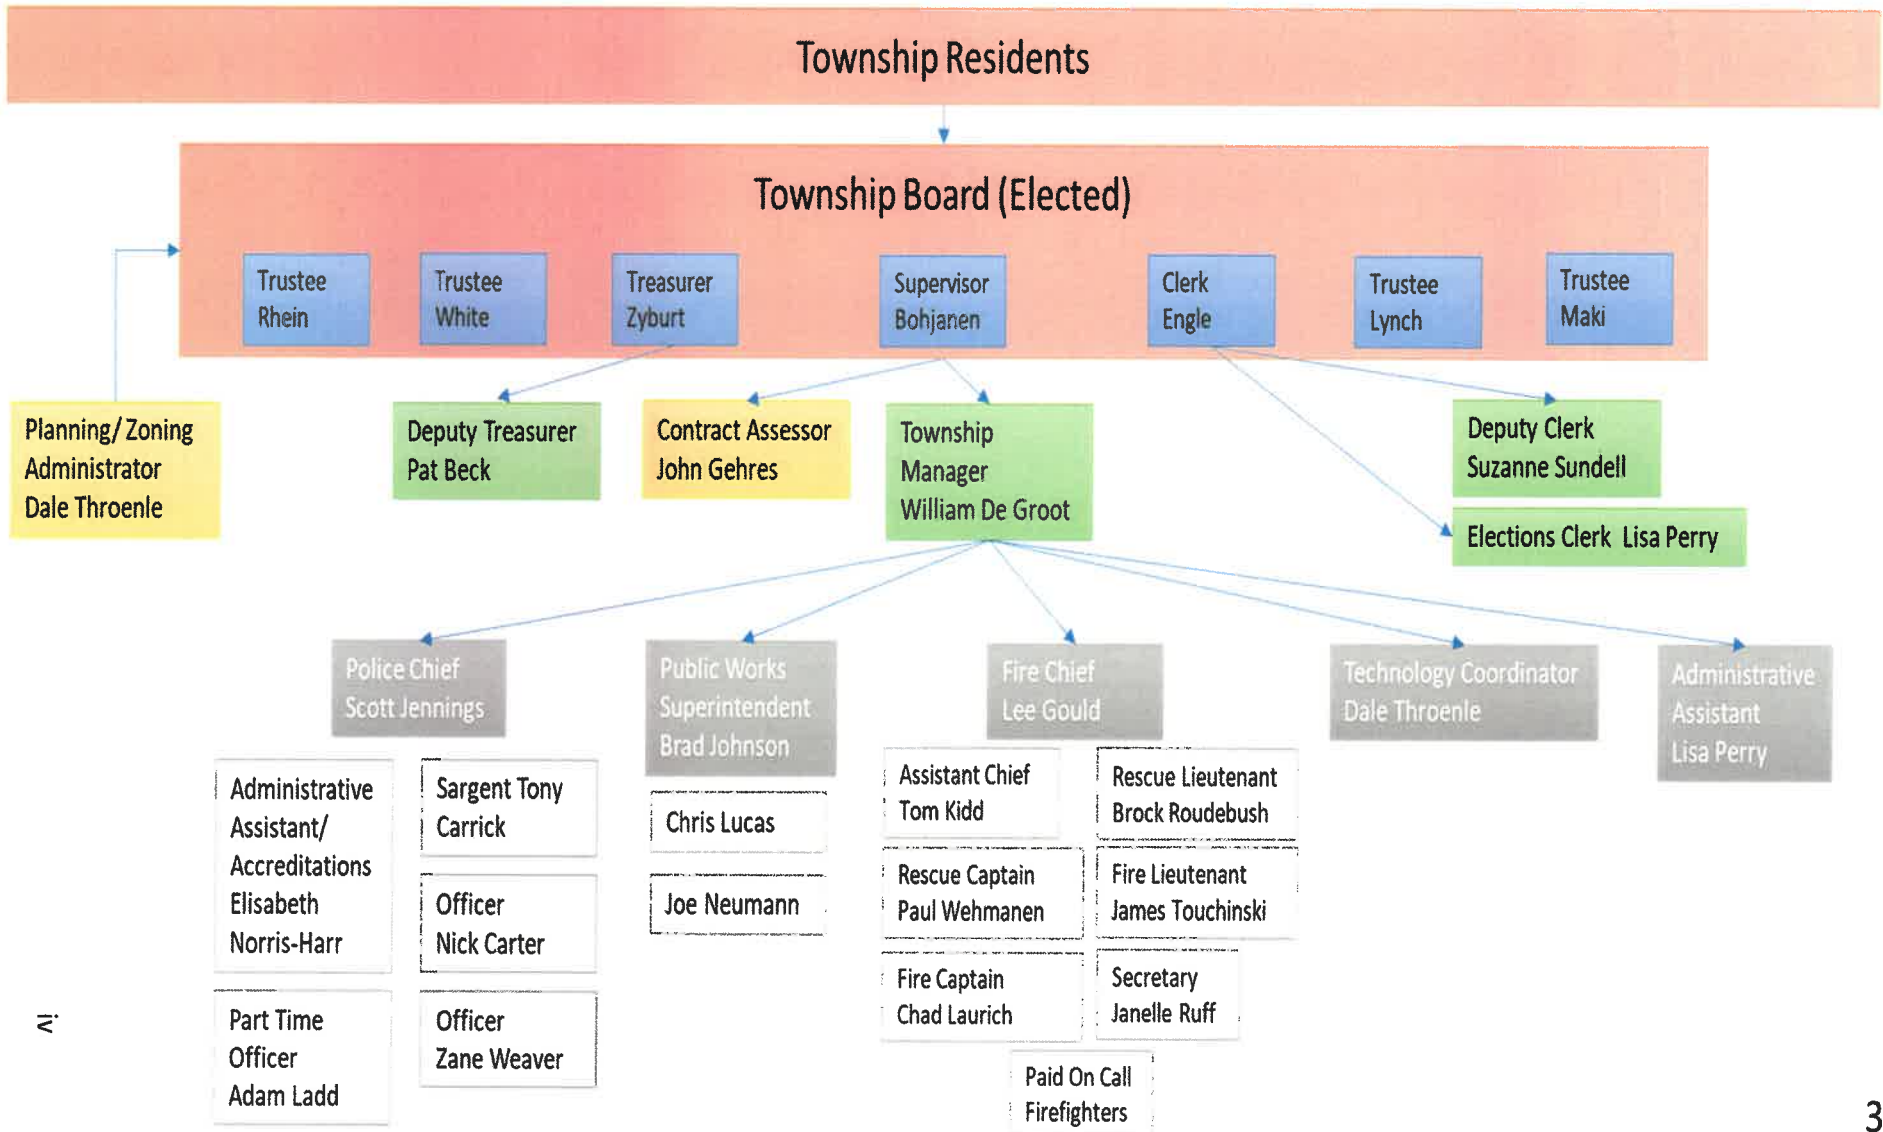 Township Residents
Township Board (Elected)
Trustee
Rhein
Trustee
White
Treasurer
Zyburt
Supervisor
Bohjanen
Clerk
Engle
Trustee
Lynch
Trustee
Maki
Planning/ Zoning
Administrator
Dale Throenle
Deputy Treasurer
Pat Beck
Contract Assessor
John Gehres
Township
Manager
William De Groot
Deputy Clerk
Suzanne Sundell
Elections Clerk Lisa Perry
Police Chief
Scott Jennings
Public Works
Superintendent
Brad Johnson
Fire Chief
Lee Gould
Technology Coordinator
Dale Throenle
Administrative
Assistant
Lisa Perry
Administrative
Assistant/
Accreditations
Elisabeth
Norris-Harr
Sargent Tony
Carrick
Officer
Nick Carter
Part Time
Officer
Adam Ladd
Officer
Zane Weaver
Chris Lucas
Joe Neumann
Assistant Chief
Tom Kidd
Rescue Lieutenant
Brock Roudebush
Rescue Captain
Paul Wehmanen
Fire Lieutenant
James Touchinski
Fire Captain
Chad Laurich
Secretary
Janelle Ruff
Paid On Call
Firefighters
iv
3